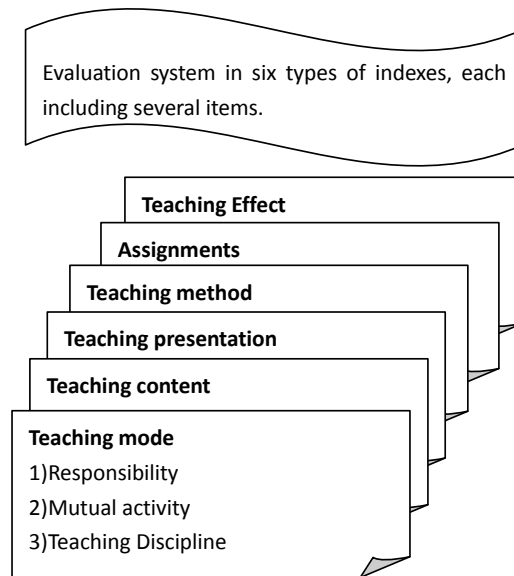 Evaluation system in six types of indexes, each
including several items.
Teaching Effect
Assignments
Teaching method
Teaching presentation
Teaching content
Teaching mode
1)Responsibility
2)Mutual activity
3)Teaching Discipline